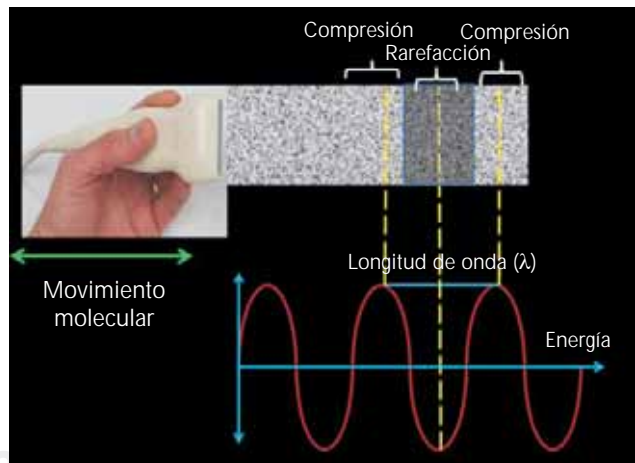 Compresión
Rarefacción
Compresión
Longitud de onda (λ)
Movimiento
molecular
Energía